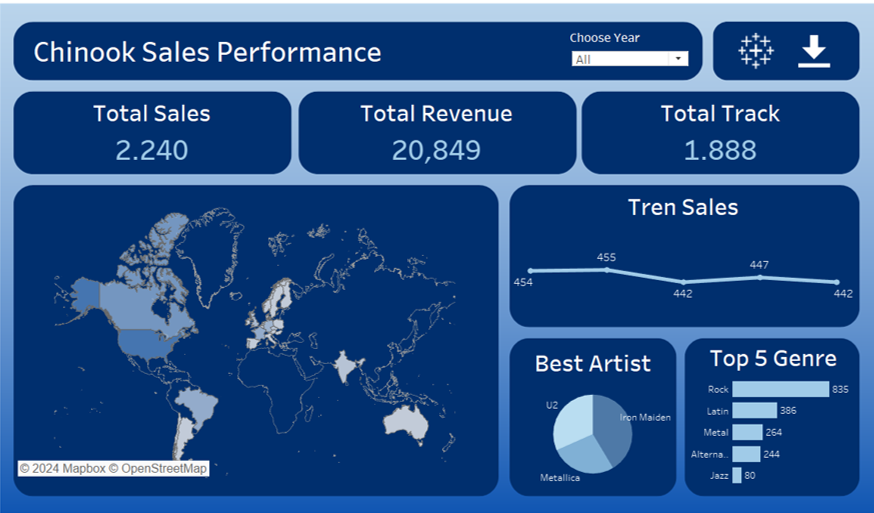 Chinook Sales Performance
Choose Year
All
Total Sales
2.240
Total Revenue
20,849
Total Track
1.888
© 2024 Mapbox © OpenStreetMap
Tren Sales
454
455
442
447
442
Best Artist
U2
Iron Maiden
Metallica
Top 5 Genre
Rock 835
Latin 386
Metal 264
Alterna.. 244
Jazz 80